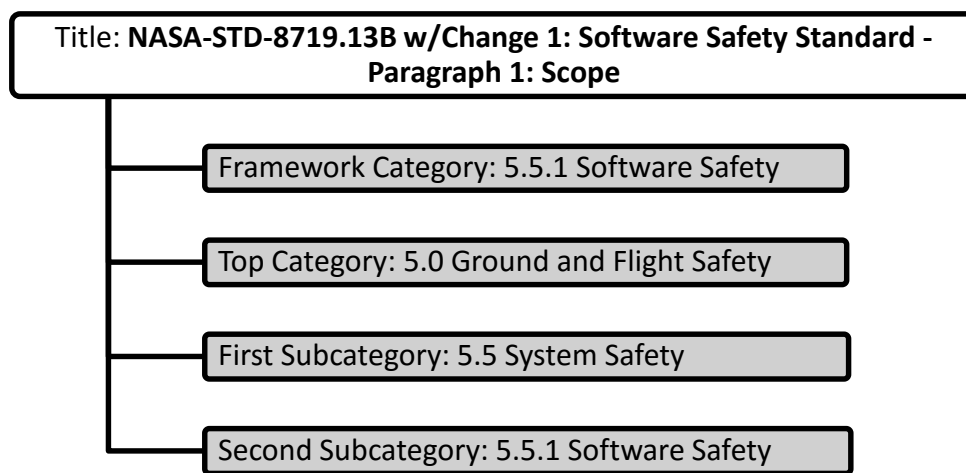 Title: NASA-STD-8719.13B w/Change 1: Software Safety Standard -
Paragraph 1: Scope
Framework Category: 5.5.1 Software Safety
Top Category: 5.0 Ground and Flight Safety
First Subcategory: 5.5 System Safety
Second Subcategory: 5.5.1 Software Safety